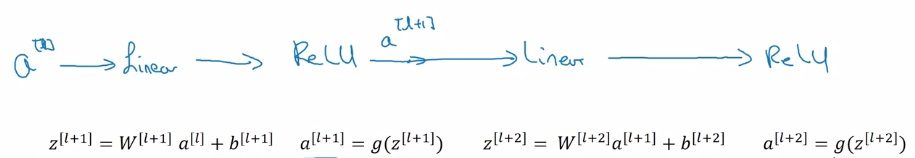 a^{[l]} → Linear → ReLU a^{[l+1]} → Linear → ReLU
z^{[l+1]} = W^{[l+1]} a^{[l]} + b^{[l+1]} a^{[l+1]} = g(z^{[l+1]}) z^{[l+2]} = W^{[l+2]}a^{[l+1]} + b^{[l+2]} a^{[l+2]} = g(z^{[l+2]})